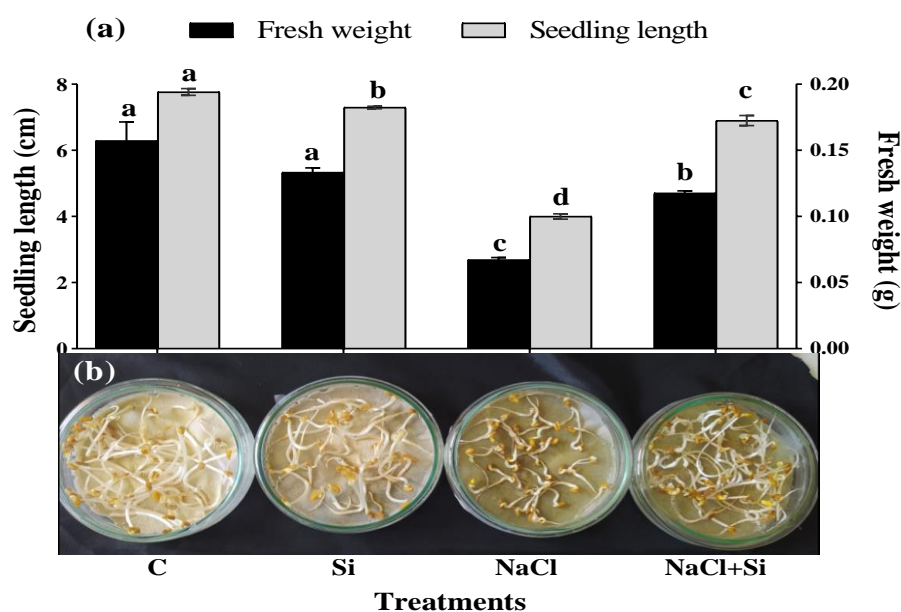 (a) Fresh weight Seedling length
Seedling length (cm)
8
6
4
2
0
a a
a b
c d
b c
0.20
0.15
0.10
0.05
0.00
Fresh weight (g)
(b)
C Si NaCl NaCl+Si
Treatments